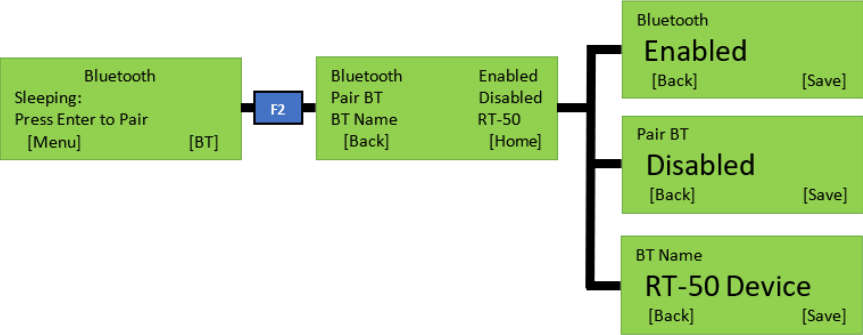 Bluetooth
Sleeping:
Press Enter to Pair
[Menu] [BT]
F2
Bluetooth Enabled
Pair BT Disabled
BT Name RT-50
[Back] [Home]
Bluetooth
Enabled
[Back] [Save]
Pair BT
Disabled
[Back] [Save]
BT Name
RT-50 Device
[Back] [Save]